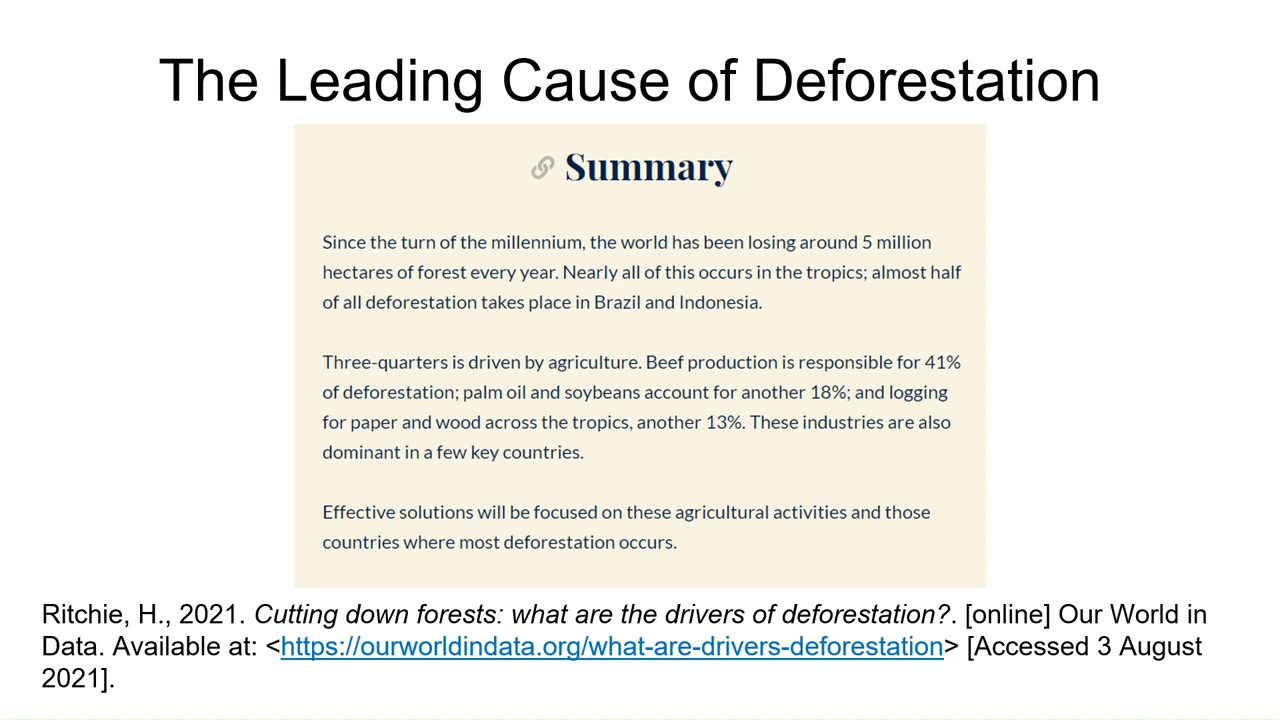 The Leading Cause of Deforestation
Summary
Since the turn of the millennium, the world has been losing around 5 million
hectares of forest every year. Nearly all of this occurs in the tropics; almost half
of all deforestation takes place in Brazil and Indonesia.
Three-quarters is driven by agriculture. Beef production is responsible for 41%
of deforestation; palm oil and soybeans account for another 18%; and logging
for paper and wood across the tropics, another 13%. These industries are also
dominant in a few key countries.
Effective solutions will be focused on these agricultural activities and those
countries where most deforestation occurs.
Ritchie, H., 2021. Cutting down forests: what are the drivers of deforestation?. [online] Our World in
Data. Available at: <https://ourworldindata.org/what-are-drivers-deforestation> [Accessed 3 August
2021].